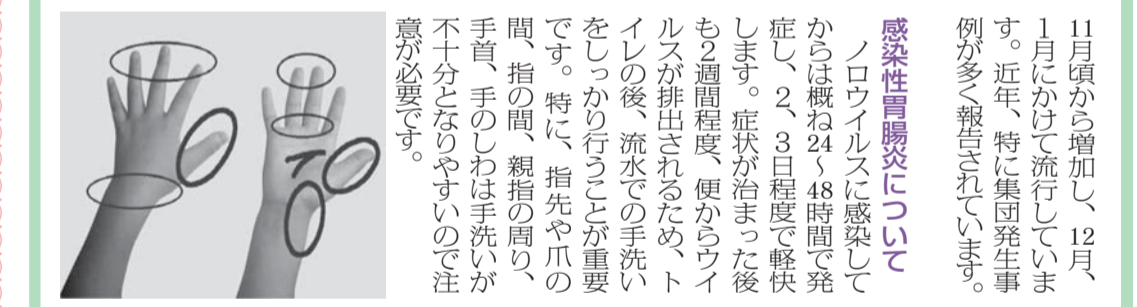 11月頃から増加し、12月、
1月にかけて流行していま
す。近年、特に集団発生事
例が多く報告されています。
感染性胃腸炎について
ノロウイルスに感染して
からは概ね24～48時間で発
症し、2、3日程度で軽快
します。症状が治まった後
も2週間程度、便からウイ
ルスが排出されるため、ト
イレの後、流水での手洗い
をしっかり行うことが重要
です。特に、指先や爪の
間、指の間、親指の周り、
手首、手のしわは手洗いが
不十分となりやすいので注
意が必要です。